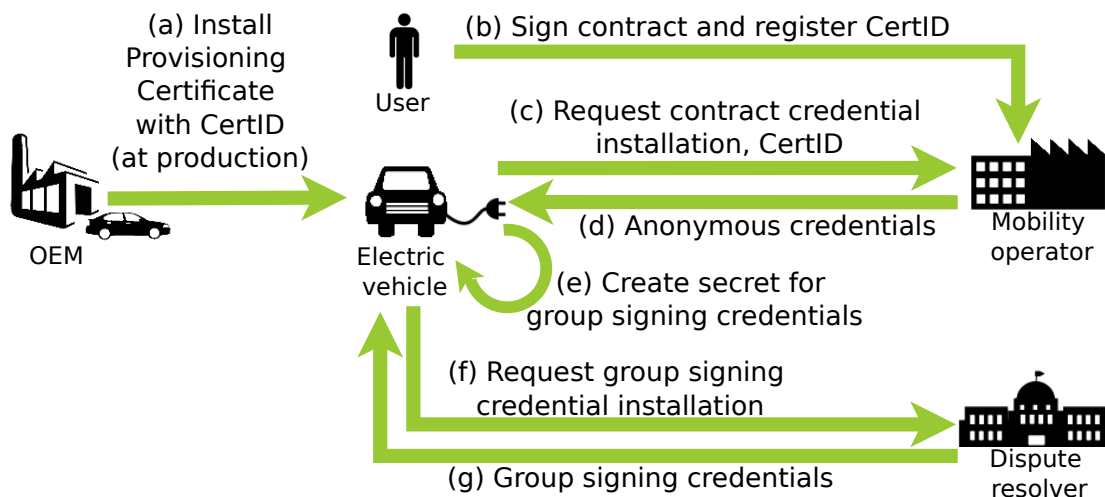 (a) Install
Provisioning
Certificate
with CertID
(at production)
OEM
User
(b) Sign contract and register CertID
(c) Request contract credential
installation, CertID
(d) Anonymous credentials
Mobility
operator
Electric
vehicle
(e) Create secret for
group signing credentials
(f) Request group signing
credential installation
(g) Group signing credentials
Dispute
resolver